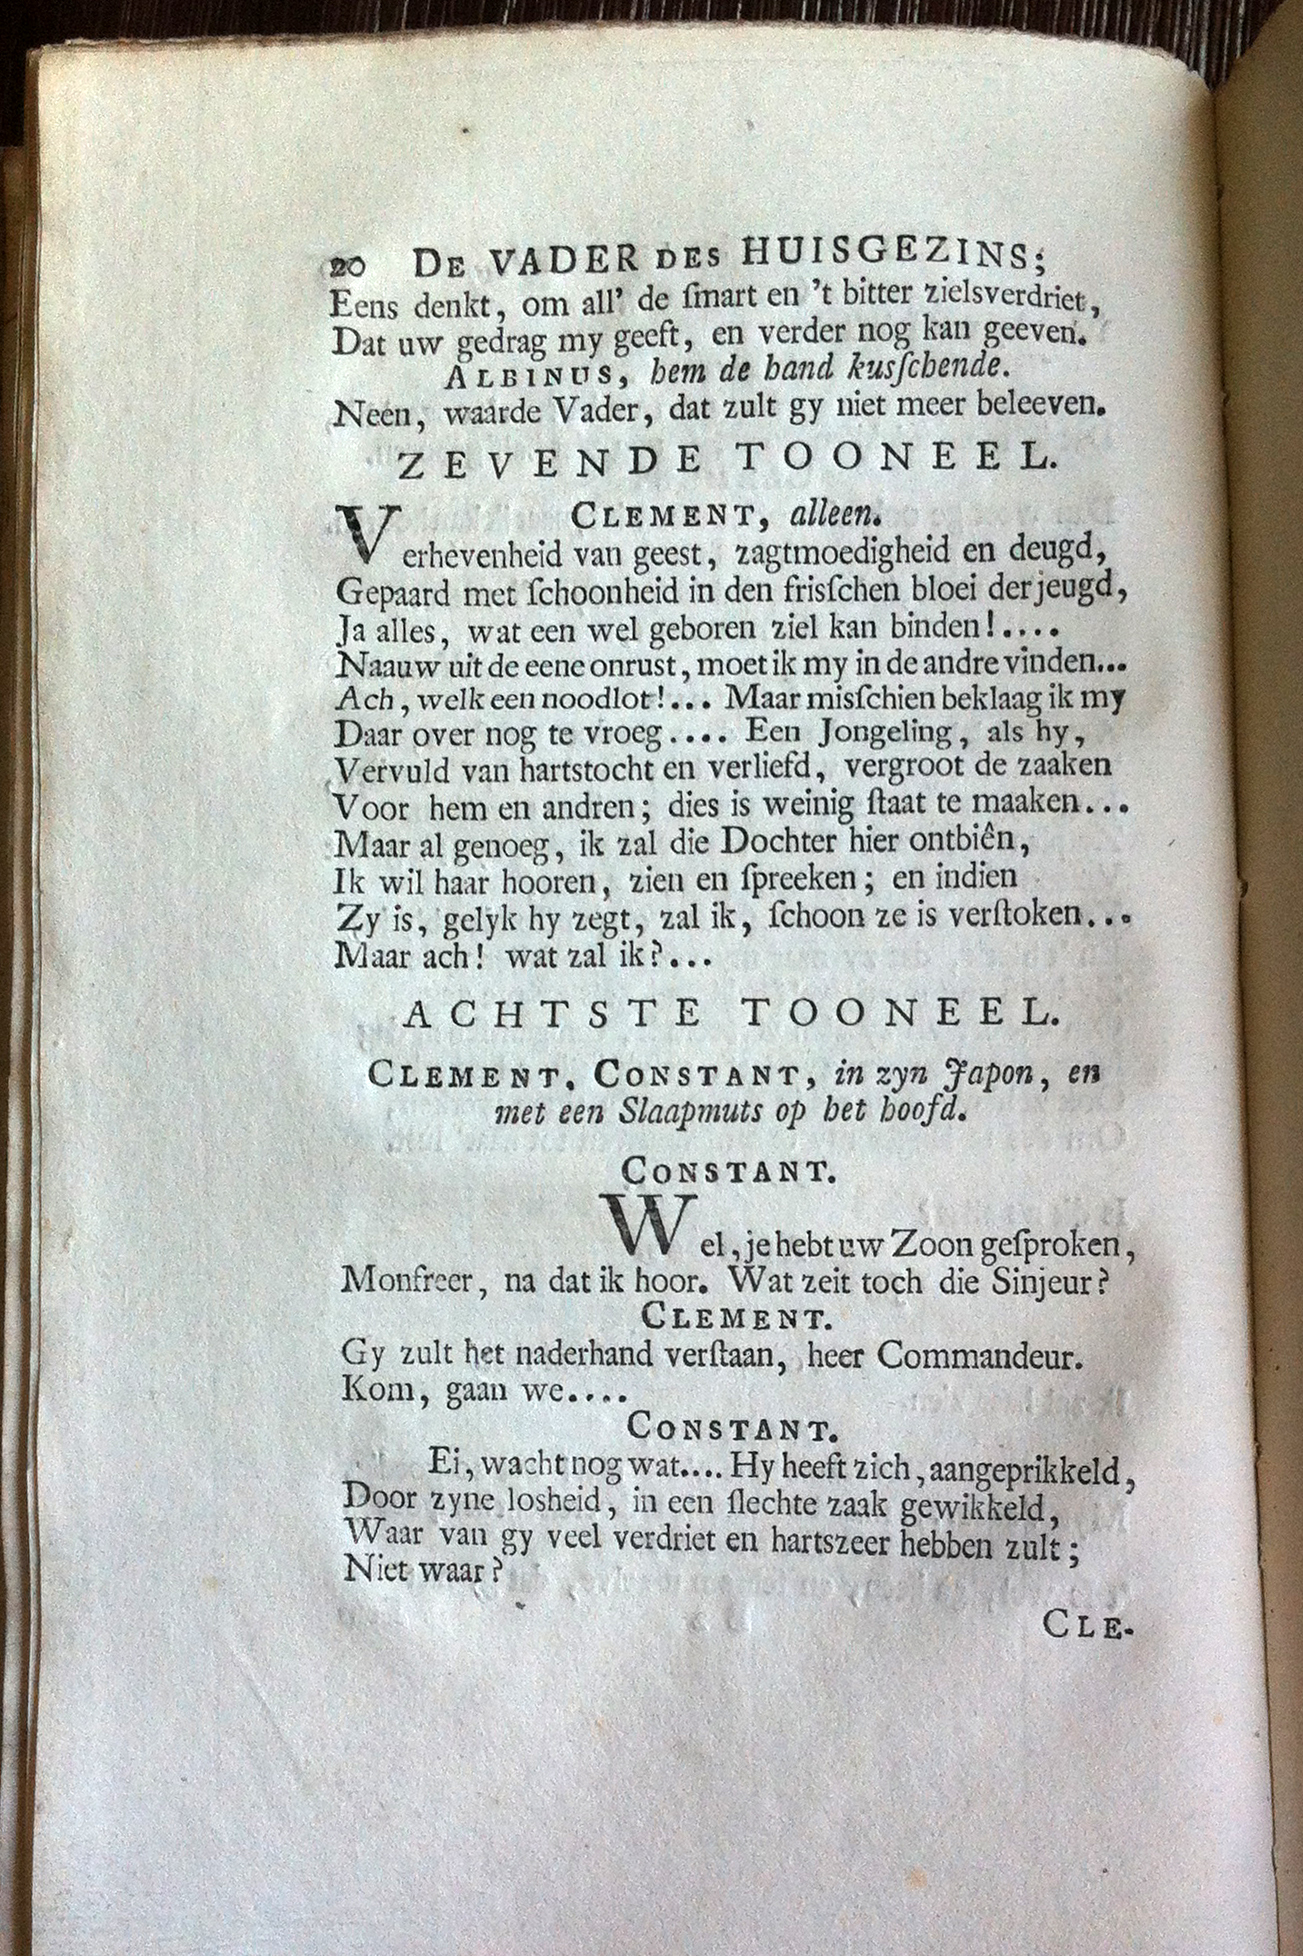 20 DE VADER DES HUISGEZINS;
Eens denkt, om all' de ſmart en 't bitter zielsverdriet,
Dat uw gedrag my geeft, en verder nog kan geeven.
ALBINUS, hem de hand kusſchende.
Neen, waarde Vader, dat zult gy niet meer beleeven.
ZEVENDE TOONEEL.
CLEMENT, alleen.
Verhevenheid van geest, zagtmoedigheid en deugd,
Gepaard met ſchoonheid in den frisſchen bloei der jeugd,
Ja alles, wat een wel geboren ziel kan binden!....
Naauw uit de eene onrust, moet ik my in de andre vinden...
Ach, welk een noodlot!... Maar misſchien beklaag ik my
Daar over nog te vroeg.... Een Jongeling, als hy,
Vervuld van hartstocht en verliefd, vergroot de zaaken
Voor hem en andren; dies is weinig ſtaat te maaken...
Maar al genoeg, ik zal die Dochter hier ontbiên,
Ik wil haar hooren, zien en ſpreeken; en indien
Zy is, gelyk hy zegt, zal ik, ſchoon ze is verſtoken...
Maar ach! wat zal ik?...
ACHTSTE TOONEEL.
CLEMENT. CONSTANT, in zyn Japon, en
met een Slaapmuts op het hoofd.
CONSTANT.
Wel, je hebt uw Zoon geſproken,
Monfreer, na dat ik hoor. Wat zeit toch die Sinjeur?
CLEMENT.
Gy zult het naderhand verſtaan, heer Commandeur.
Kom, gaan we....
CONSTANT.
Ei, wacht nog wat.... Hy heeft zich, aangeprikkeld,
Door zyne losheid, in een ſlechte zaak gewikkeld,
Waar van gy veel verdriet en hartszeer hebben zult;
Niet waar?
CLE-